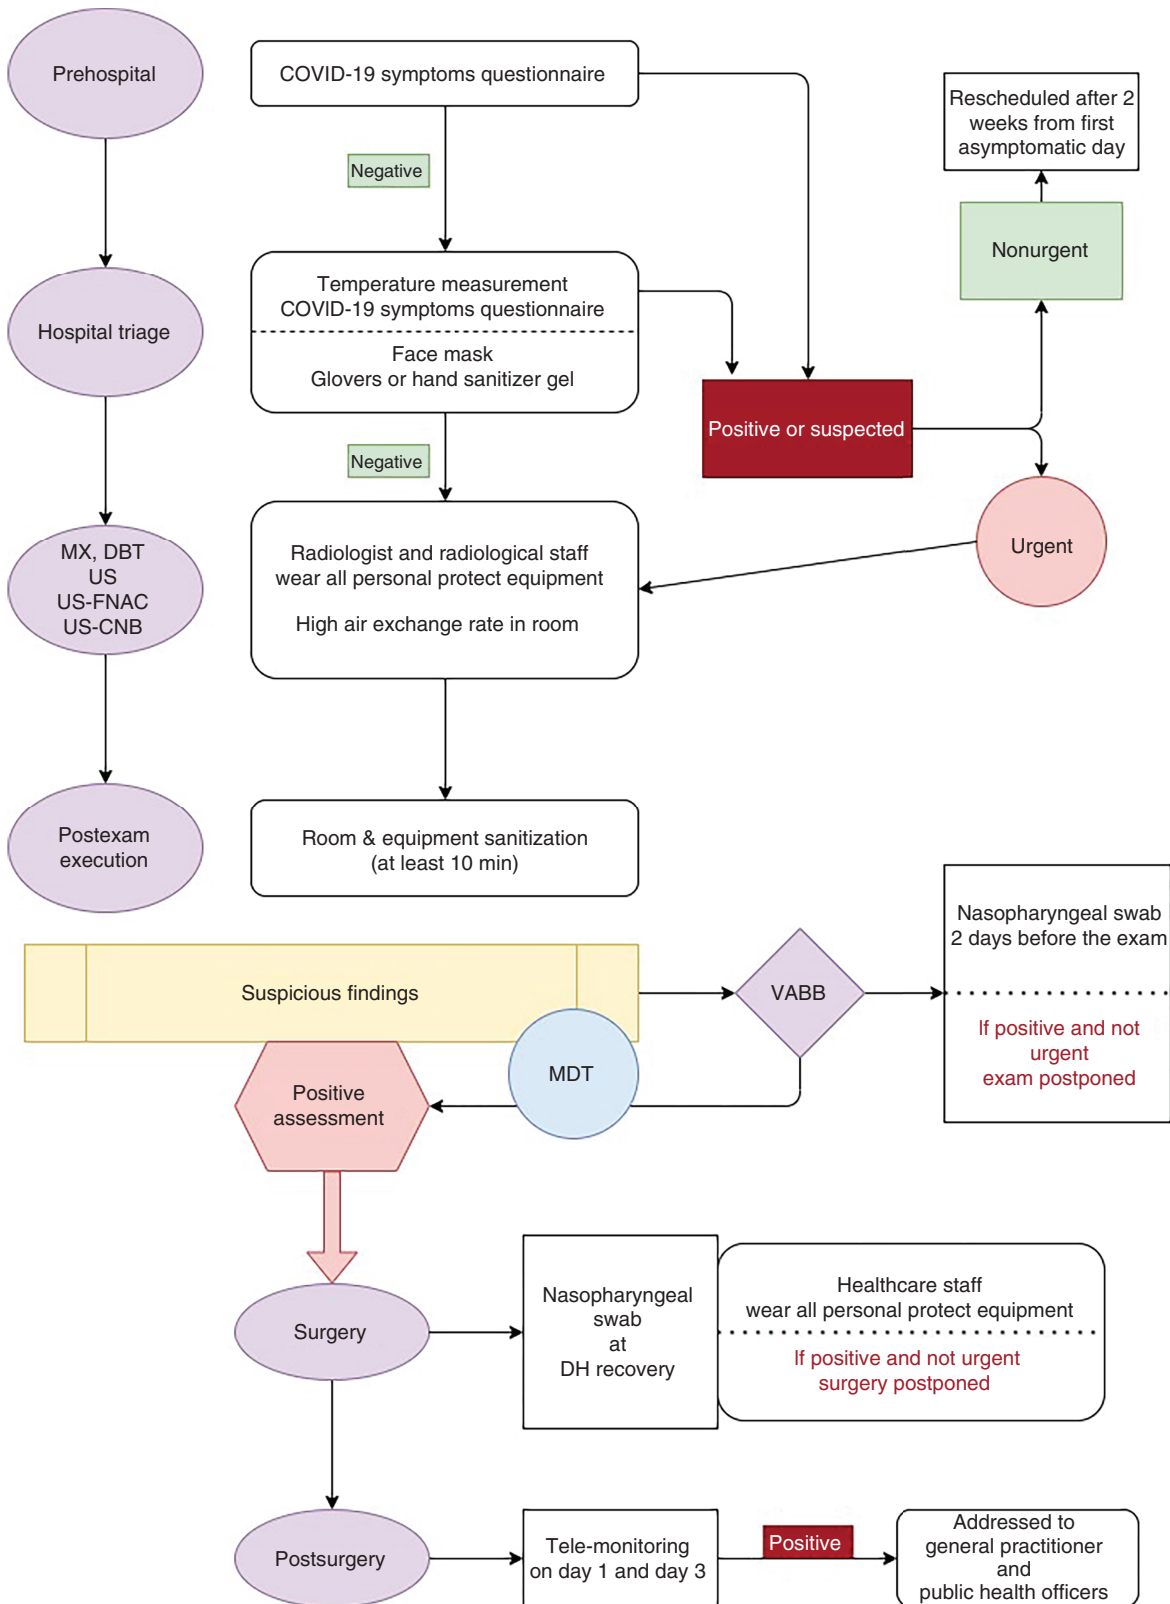 Prehospital
COVID-19 symptoms questionnaire
Rescheduled after 2
weeks from first
asymptomatic day
Negative
Nonurgent
Hospital triage
Temperature measurement
COVID-19 symptoms questionnaire
Face mask
Glovers or hand sanitizer gel
Positive or suspected
Negative
Urgent
MX, DBT
US
US-FNAC
US-CNB
Radiologist and radiological staff
wear all personal protect equipment
High air exchange rate in room
Postexam
execution
Room & equipment sanitization
(at least 10 min)
Suspicious findings
VABB
Nasopharyngeal swab
2 days before the exam
If positive and not
urgent
exam postponed
MDT
Positive
assessment
Surgery
Nasopharyngeal
swab
at
DH recovery
Healthcare staff
wear all personal protect equipment
If positive and not urgent
surgery postponed
Postsurgery
Tele-monitoring
on day 1 and day 3
Positive
Addressed to
general practitioner
and
public health officers